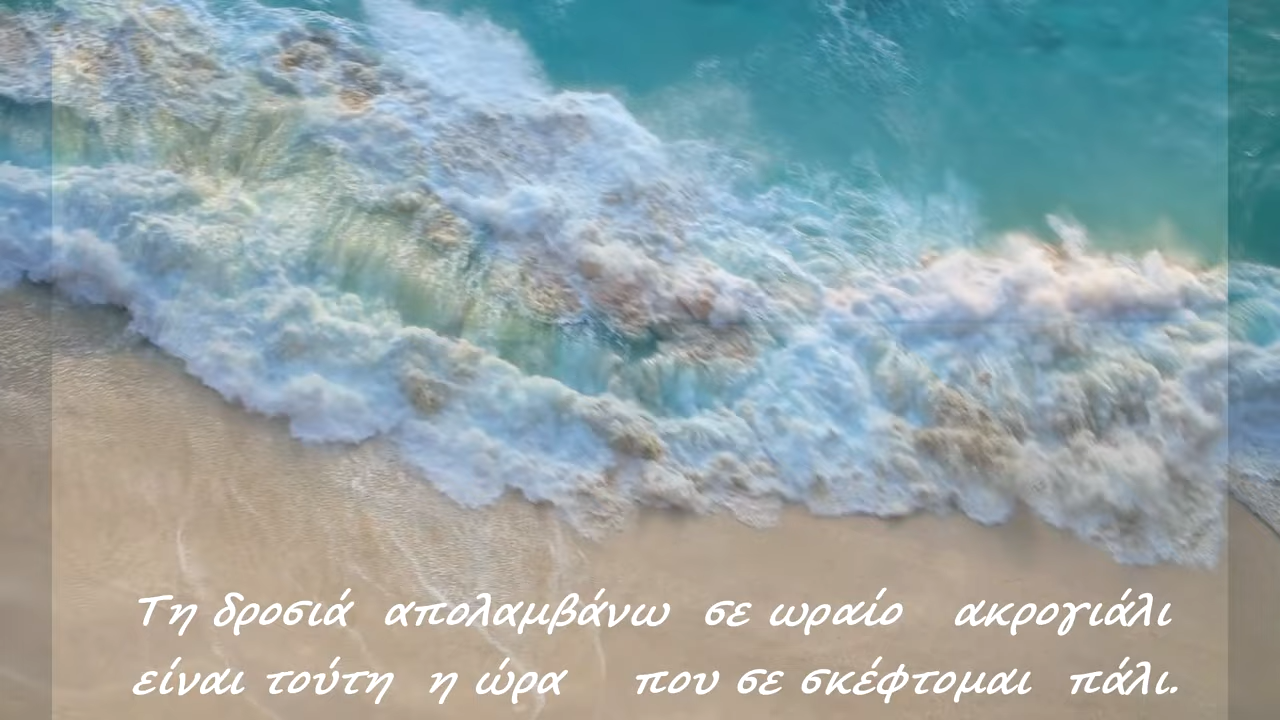 Τη δροσιά απολαμβάνω σε ωραίο ακρογιάλι
είναι τούτη η ώρα που σε σκέφτομαι πάλι.